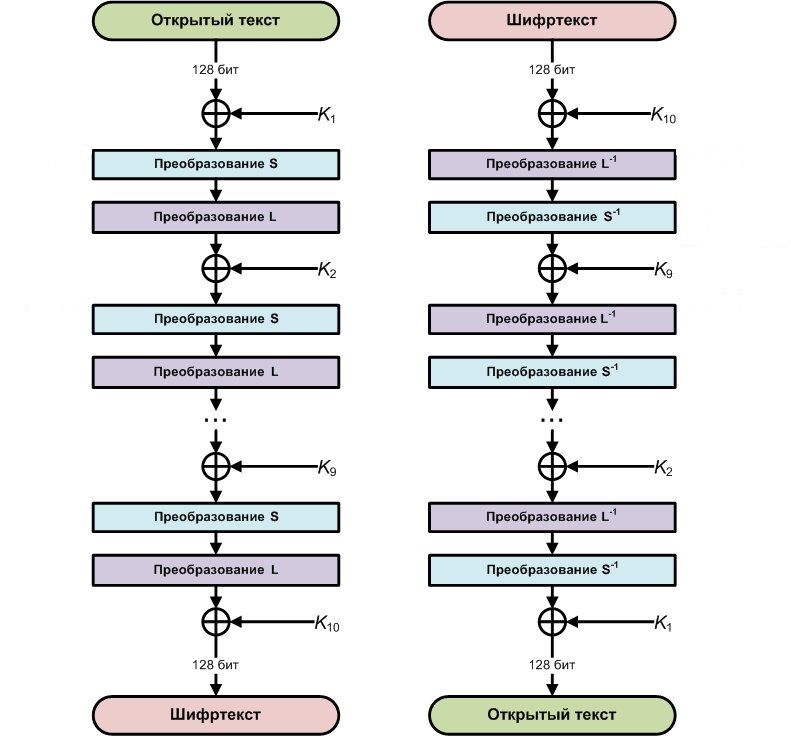 Открытый текст
128 бит
K1
Преобразование S
Преобразование L
K2
Преобразование S
Преобразование L
...
K9
Преобразование S
Преобразование L
K10
128 бит
Шифртекст
Шифртекст
128 бит
K10
Преобразование L-1
Преобразование S-1
K9
Преобразование L-1
Преобразование S-1
...
K2
Преобразование L-1
Преобразование S-1
K1
128 бит
Открытый текст